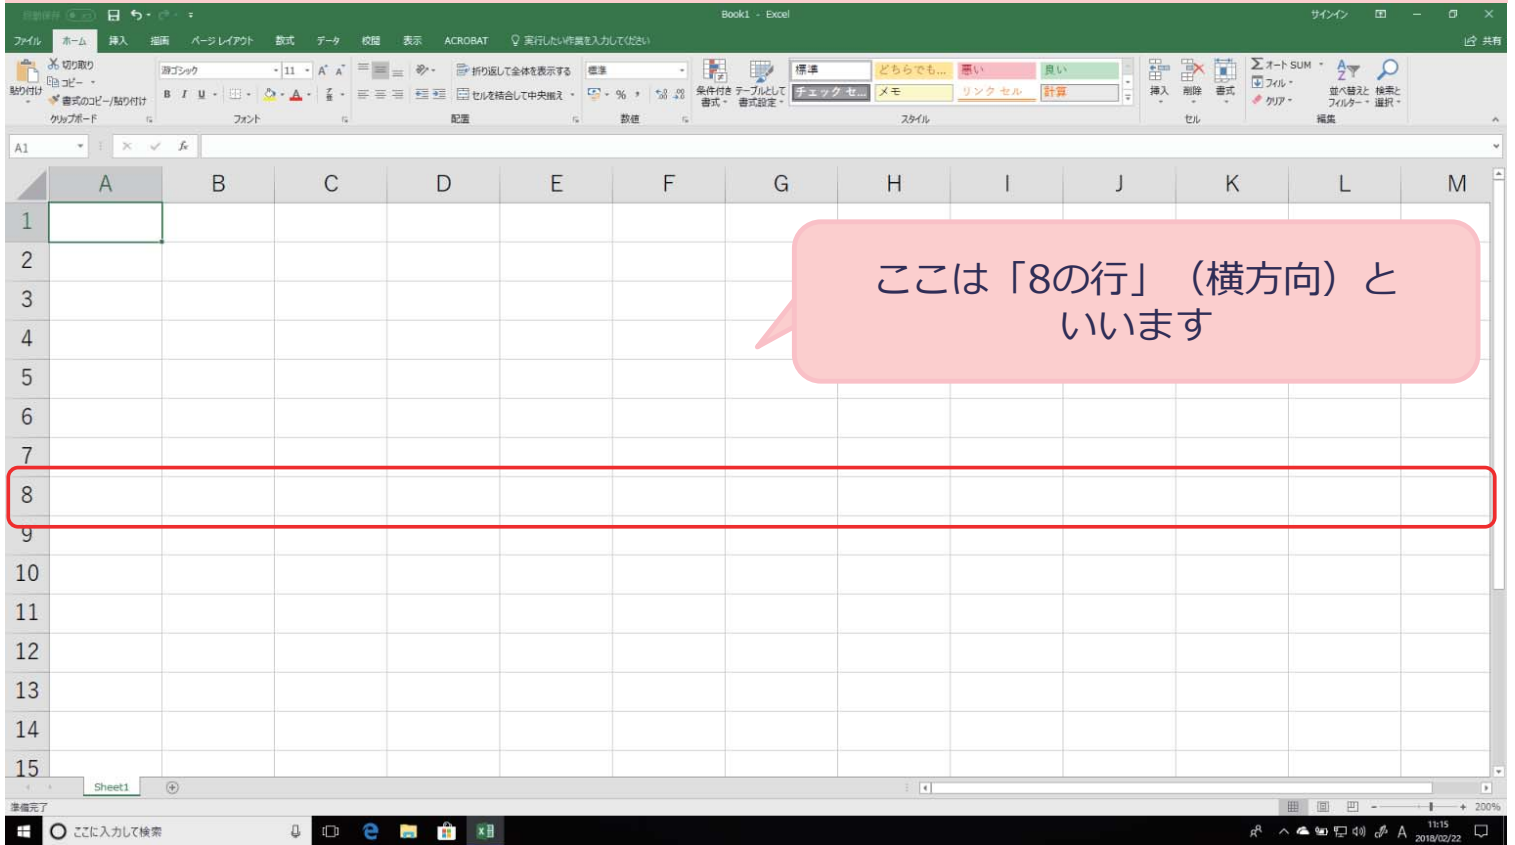 自動保存 Book1 - Excel サインイン
ファイル ホーム 挿入 描画 ページ レイアウト 数式 データ 校閲 表示 ACROBAT 実行したい作業を入力してください 共有
切り取り
コピー
書式のコピー/貼り付け
貼り付け
クリップボード
游ゴシック 11
B I U
フォント
折り返して全体を表示する
セルを結合して中央揃え
配置
標準
%
数値
条件付き書式
テーブルとして書式設定
標準 どちらでも... 悪い 良い
チェック セ... メモ リンク セル 計算
スタイル
挿入 削除 書式
セル
オート SUM
フィル
クリア
並べ替えと フィルター
検索と 選択
編集
A1 fx
A B C D E F G H I J K L M
1
2
3
4
5
6
7
8
9
10
11
12
13
14
15
ここは「8の行」（横方向）と
いいます
Sheet1
準備完了 200%
ここに入力して検索 A 11:15
2018/02/22